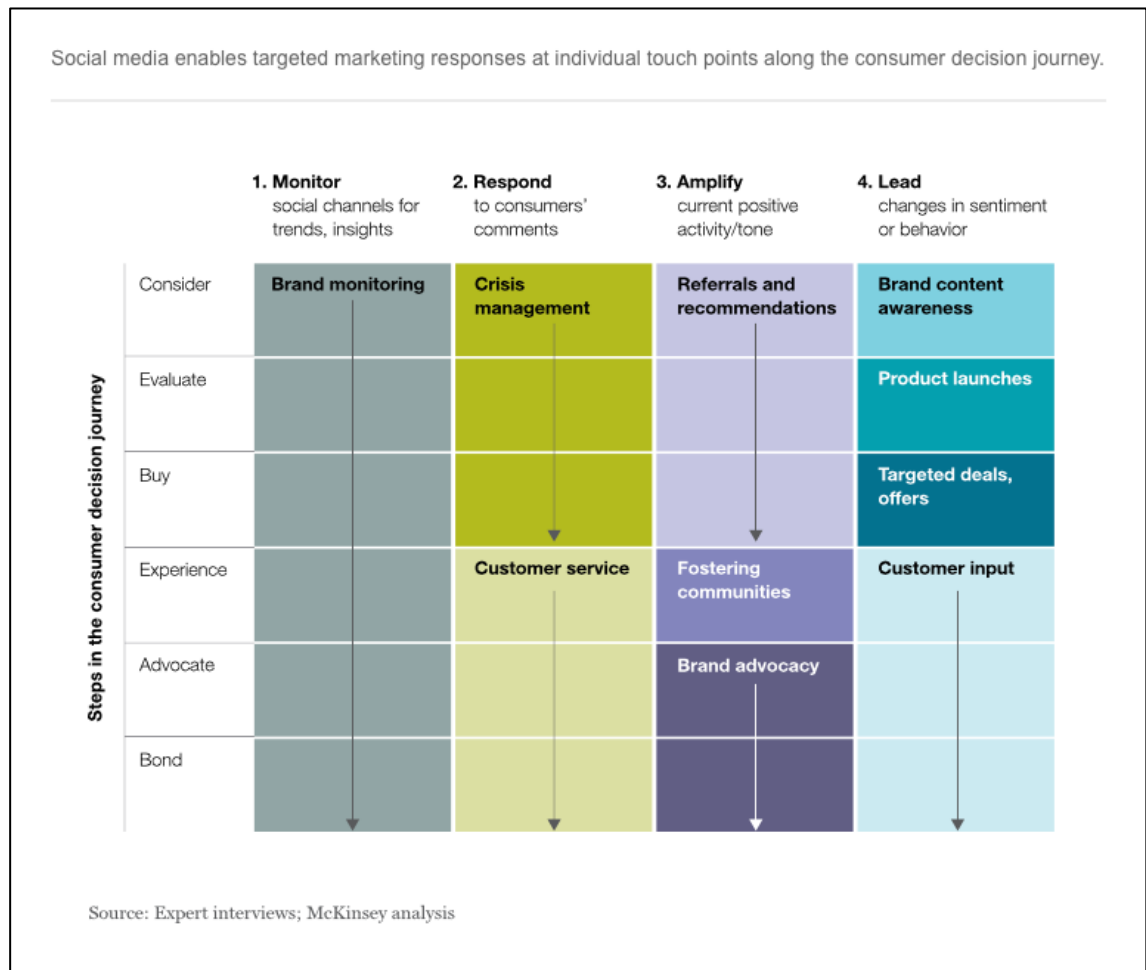 Social media enables targeted marketing responses at individual touch points along the consumer decision journey.
1. Monitor
social channels for
trends, insights
2. Respond
to consumers’
comments
3. Amplify
current positive
activity/tone
4. Lead
changes in sentiment
or behavior
Steps in the consumer decision journey
Consider
Brand monitoring
Crisis
management
Referrals and
recommendations
Brand content
awareness
Evaluate
Product launches
Buy
Targeted deals,
offers
Experience
Customer service
Fostering
communities
Customer input
Advocate
Brand advocacy
Bond
Source: Expert interviews; McKinsey analysis